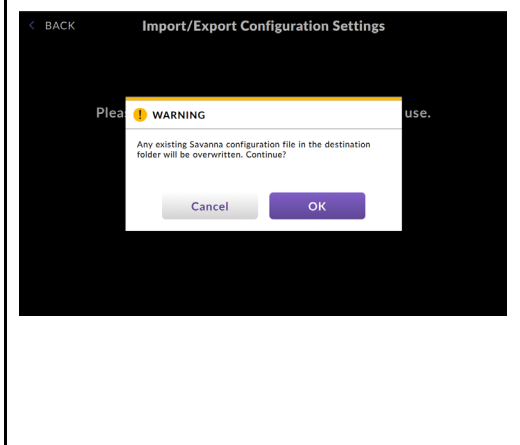 < BACK Import/Export Configuration Settings
Plea use.
! WARNING
Any existing Savanna configuration file in the destination
folder will be overwritten. Continue?
Cancel OK